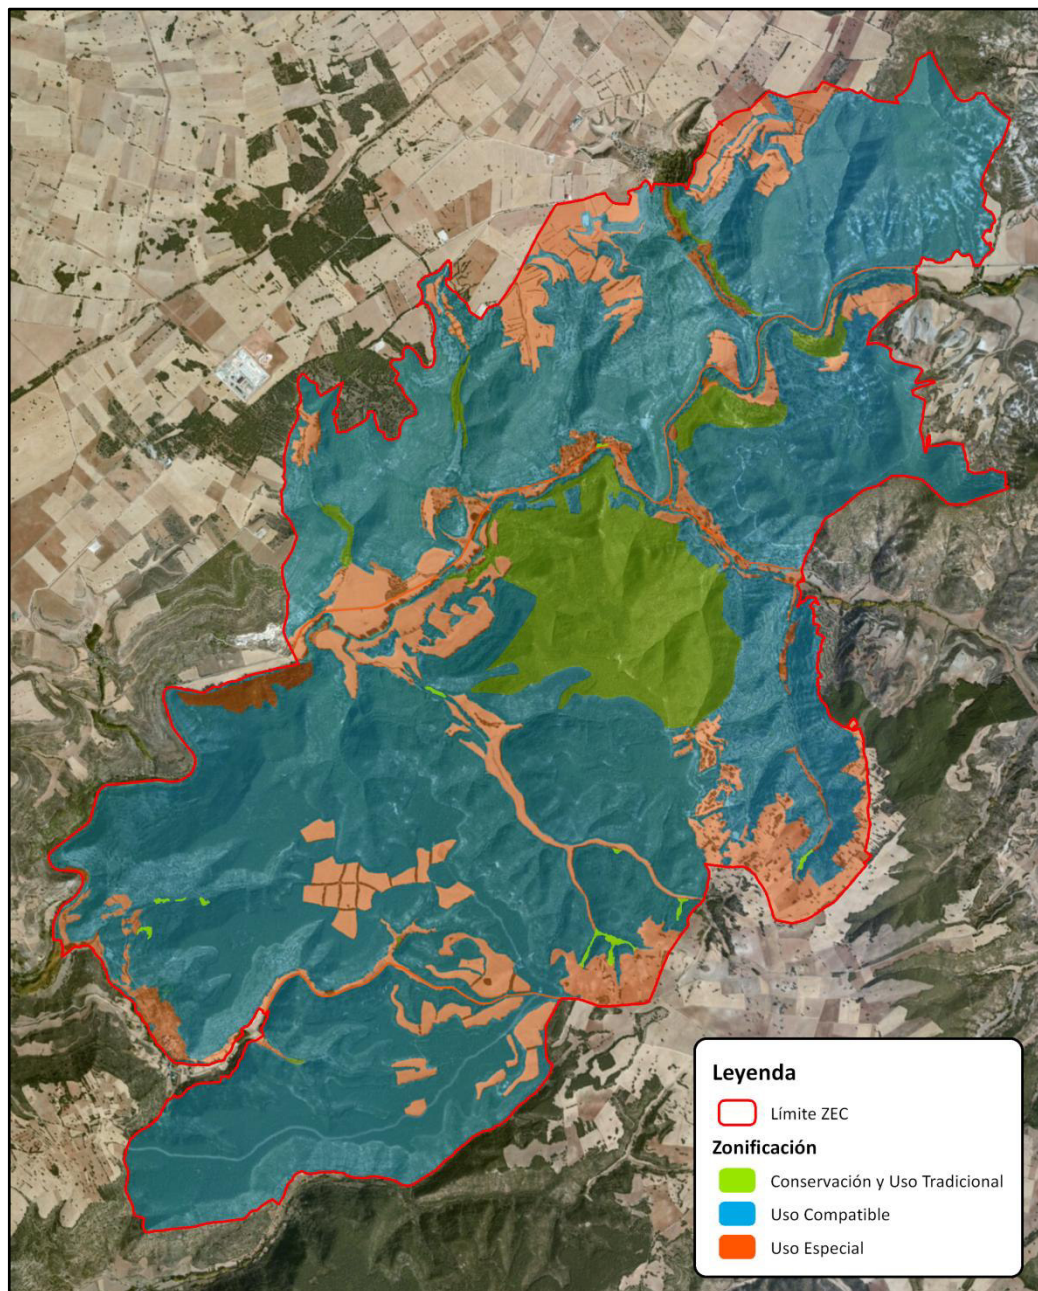 Leyenda
Límite ZEC
Zonificación
Conservación y Uso Tradicional
Uso Compatible
Uso Especial